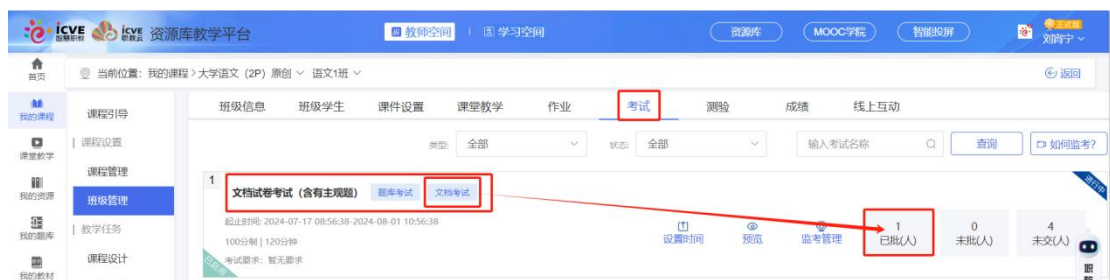 icve 智慧职教 icve 职教云 资源库教学平台 教师空间 学习空间 资源库 MOOC学院 智能投屏 正式版 刘肖宁
首页 当前位置：我的课程 > 大学语文（2P）原创 语文1班 返回
我的课程 课程引导 班级信息 班级学生 课件设置 课堂教学 作业 考试 测验 成绩 线上互动
课堂教学 课程设置 类型: 全部 状态: 全部 输入考试名称 查询 如何监考?
我的资源 课程管理 1 文档试卷考试（含有主观题） 题库考试 文档考试 进行中
班级管理
我的题库 教学任务 起止时间: 2024-07-17 08:56:38-2024-08-01 10:56:38
100分制 | 120分钟 设置时间 预览 监考管理 1 已批(人) 0 未批(人) 4 未交(人)
我的教材 课程设计 考试要求：暂无要求 职